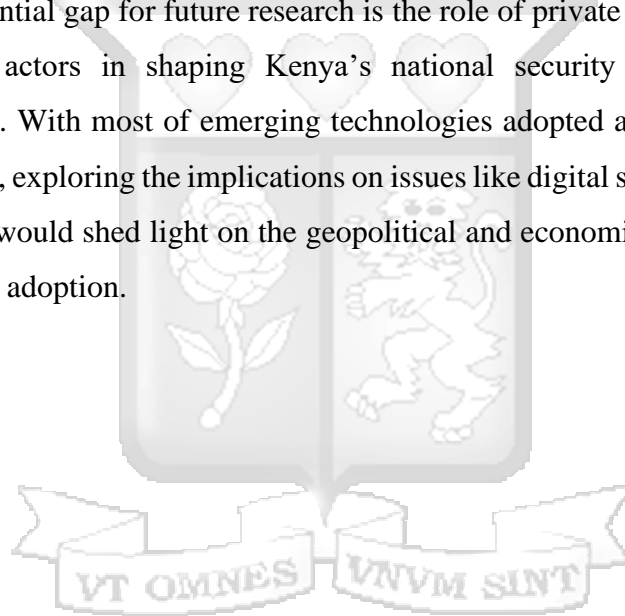 ntial gap for future research is the role of private
actors in shaping Kenya's national security
. With most of emerging technologies adopted a
, exploring the implications on issues like digital s
would shed light on the geopolitical and economi
adoption.
VT OMNES VNVM SINT